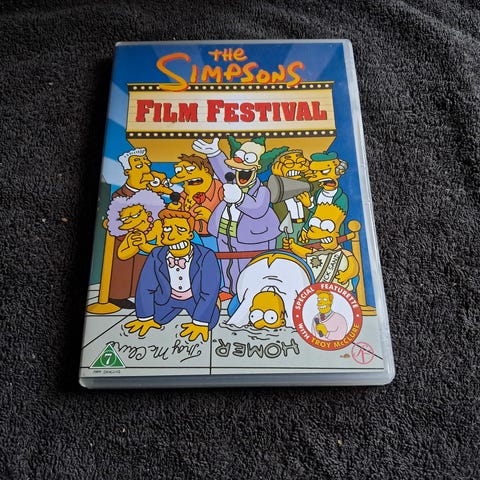 THE
SIMPSONS
FILM FESTIVAL
SPECIAL FEATURETTE
WITH TROY McCLURE
Troy McClure
HOMER
7